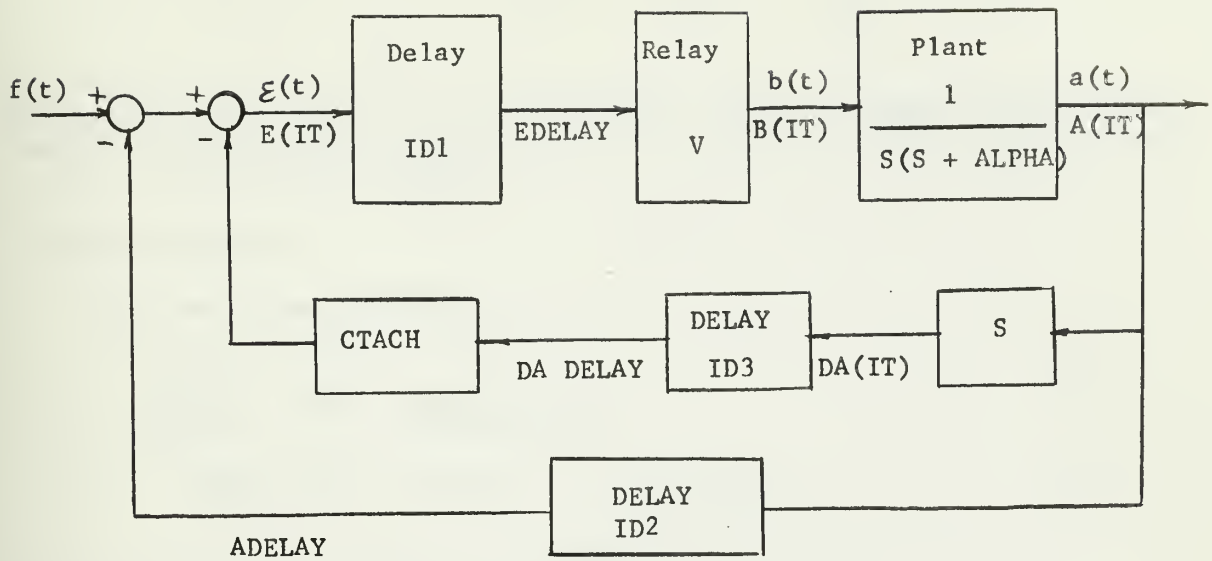 f(t)
+
-
+
-
Ɛ(t)
E(IT)
Delay
ID1
EDELAY
Relay
V
b(t)
B(IT)
Plant
1
S(S + ALPHA)
a(t)
A(IT)
CTACH
DA DELAY
DELAY
ID3
DA(IT)
S
DELAY
ID2
ADELAY